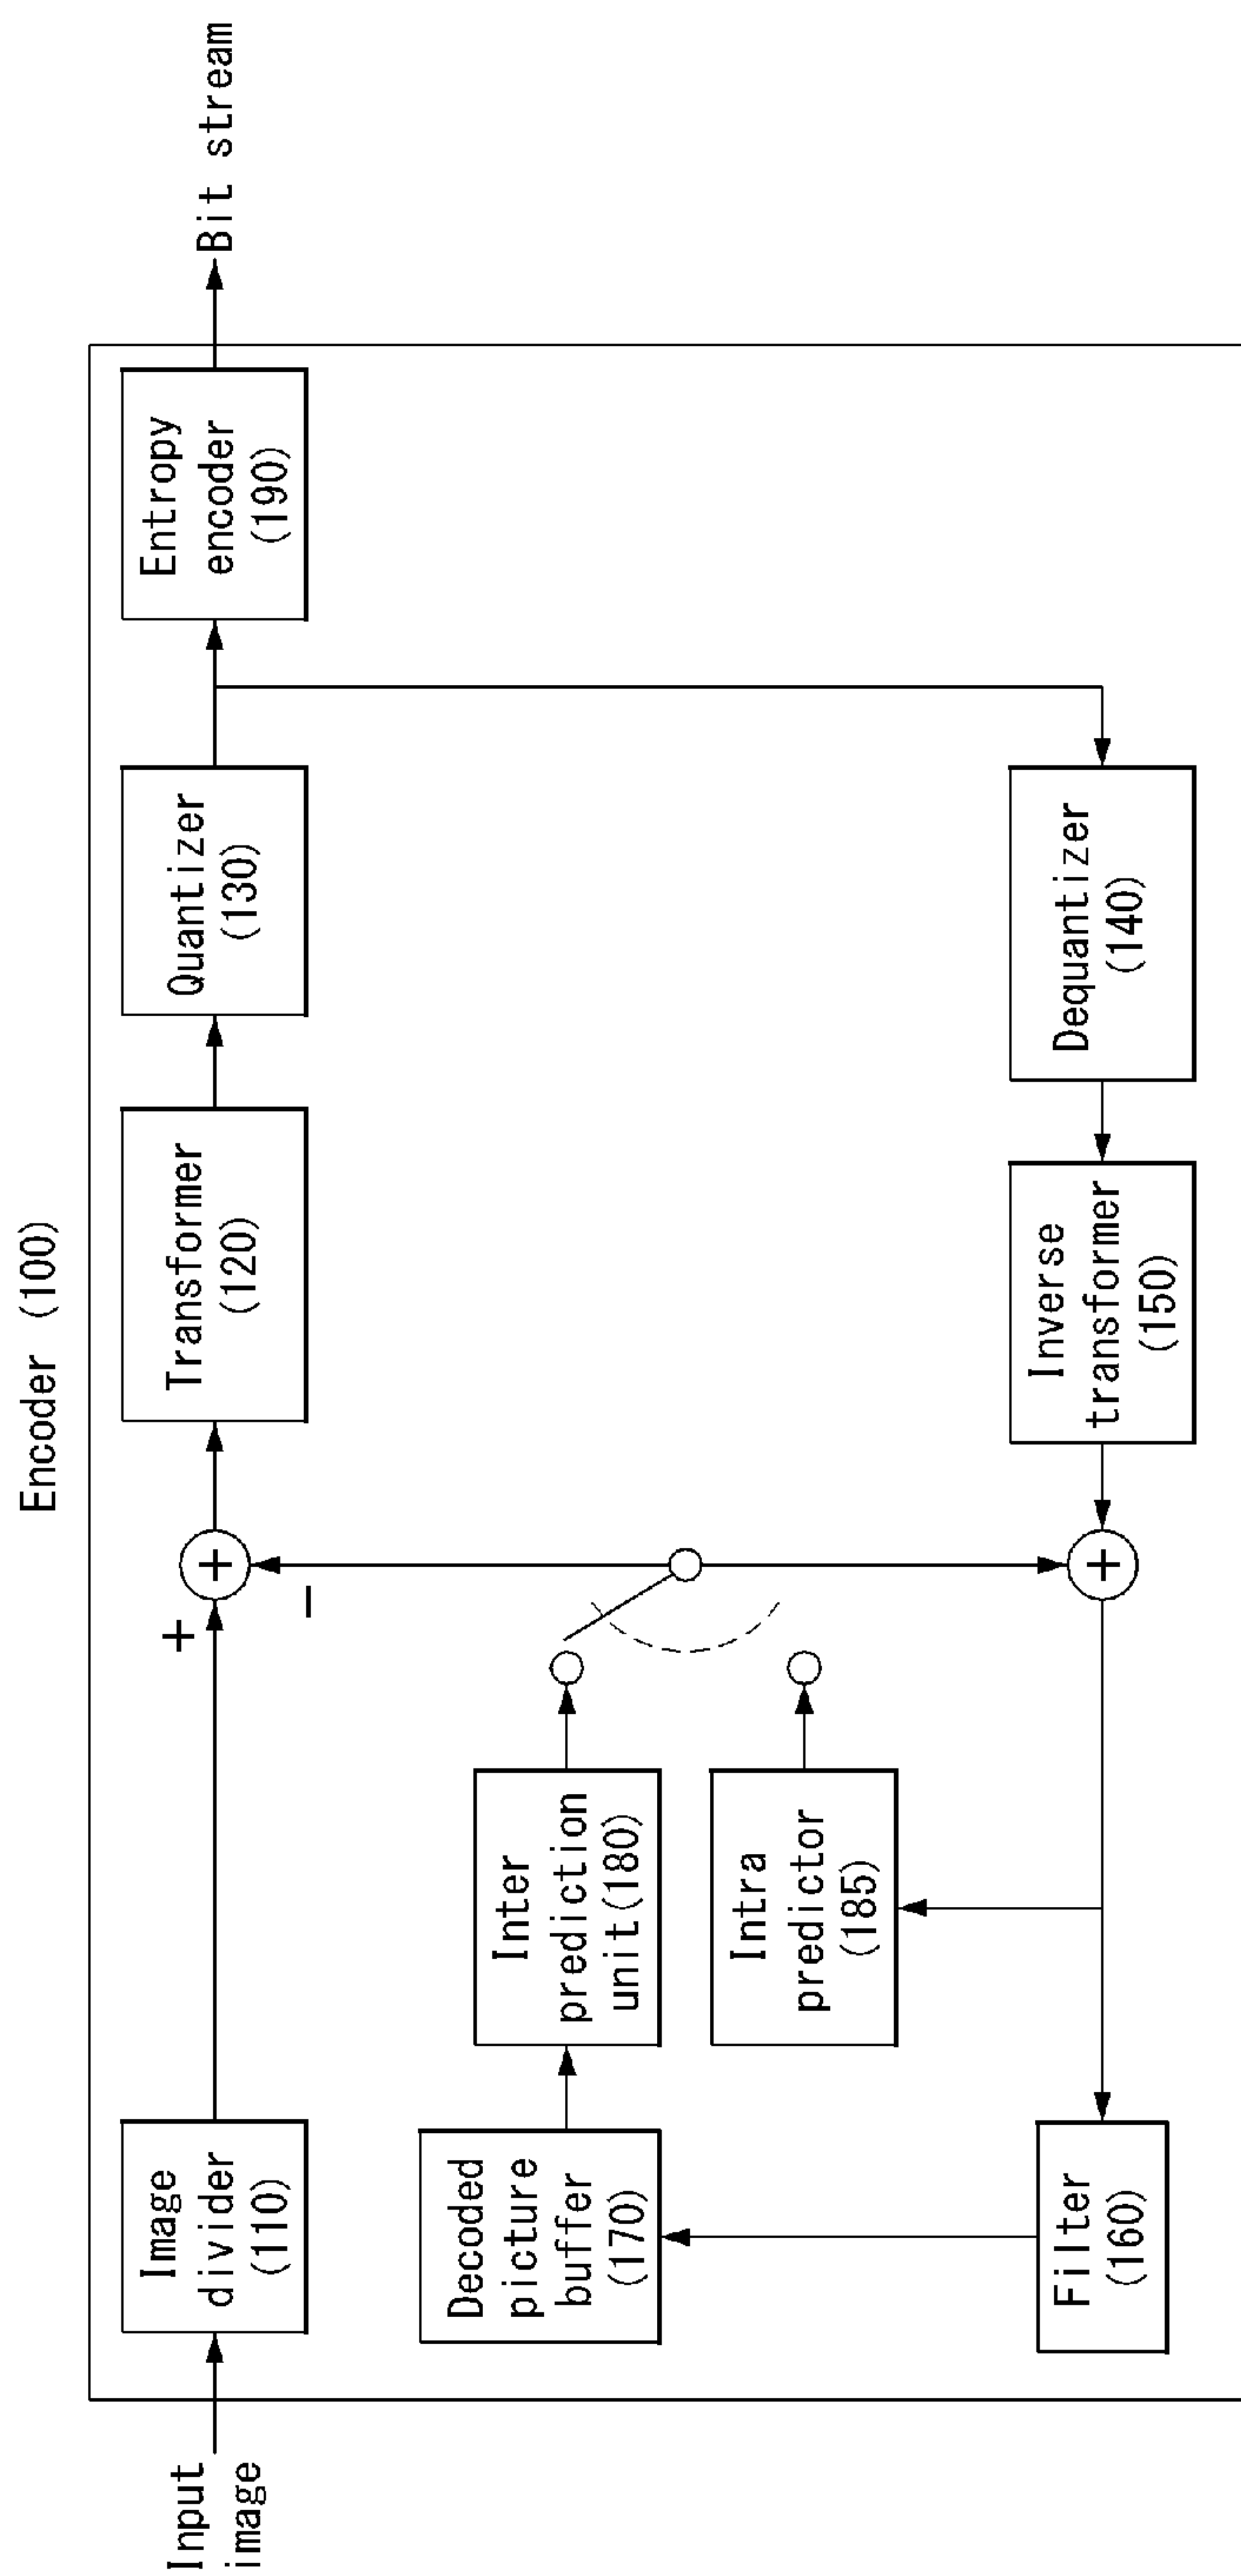 Encoder (100)
Input
image
Image
divider
(110)
+
-
+
Transformer
(120)
Quantizer
(130)
Entropy
encoder
(190)
Bit stream
Decoded
picture
buffer
(170)
Inter
prediction
unit(180)
Intra
predictor
(185)
Filter
(160)
+
Inverse
transformer
(150)
Dequantizer
(140)